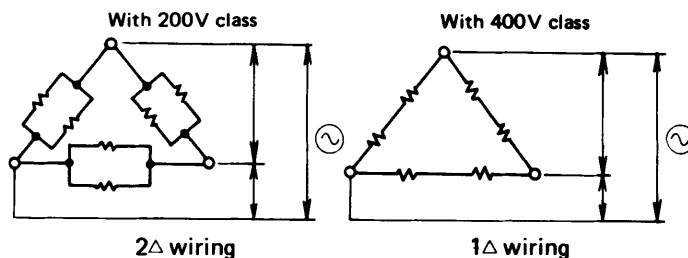 With 200V class
With 400V class
2△ wiring
1△ wiring